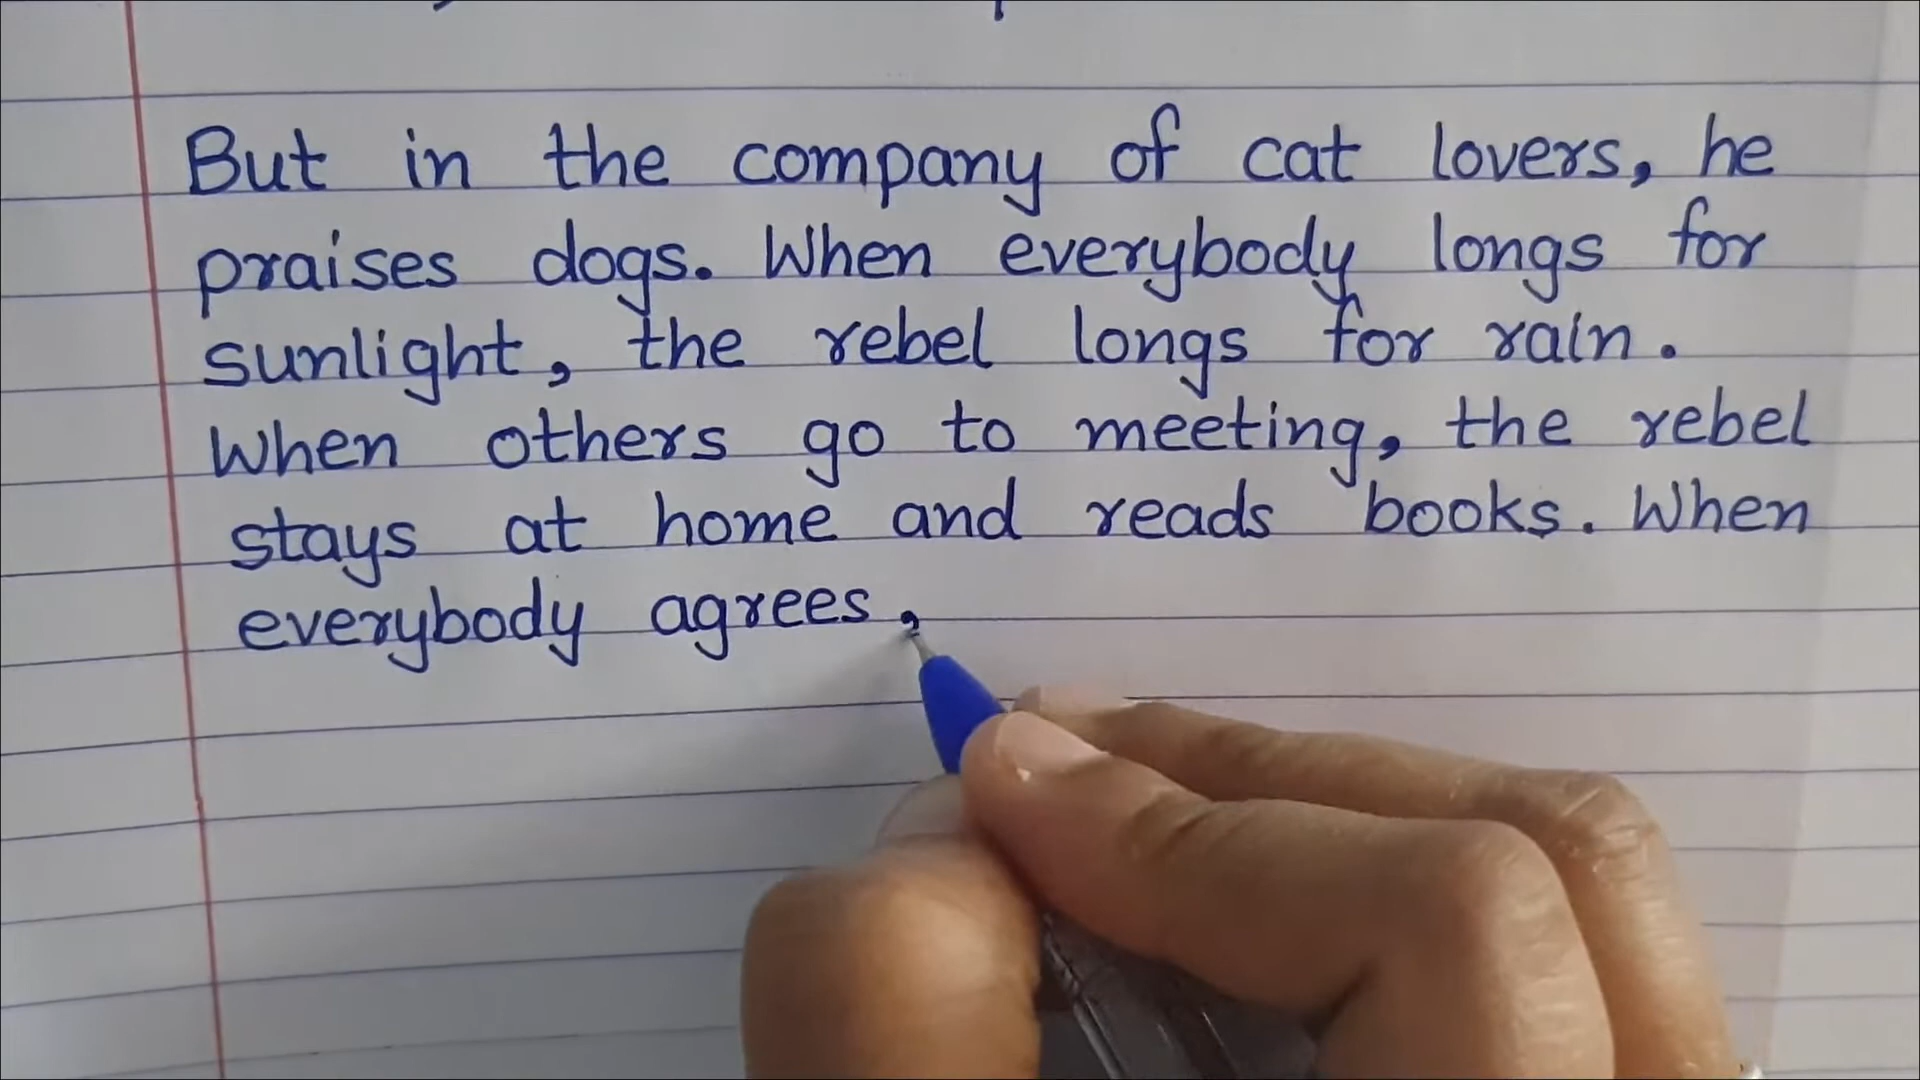 But in the company of cat lovers, he
praises dogs. When everybody longs for
sunlight, the rebel longs for rain.
When others go to meeting, the rebel
stays at home and reads books. When
everybody agrees,